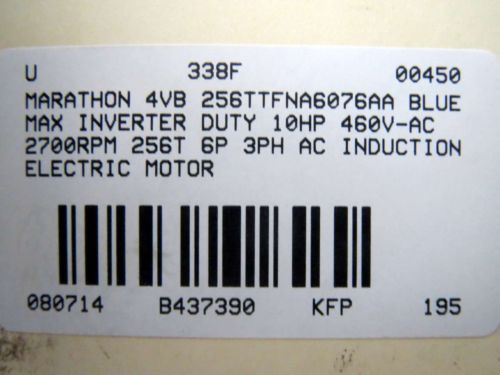 U 338F 00450
MARATHON 4VB 256TTFNA6076AA BLUE
MAX INVERTER DUTY 10HP 460V-AC
2700RPM 256T 6P 3PH AC INDUCTION
ELECTRIC MOTOR
080714 B437390 KFP 195